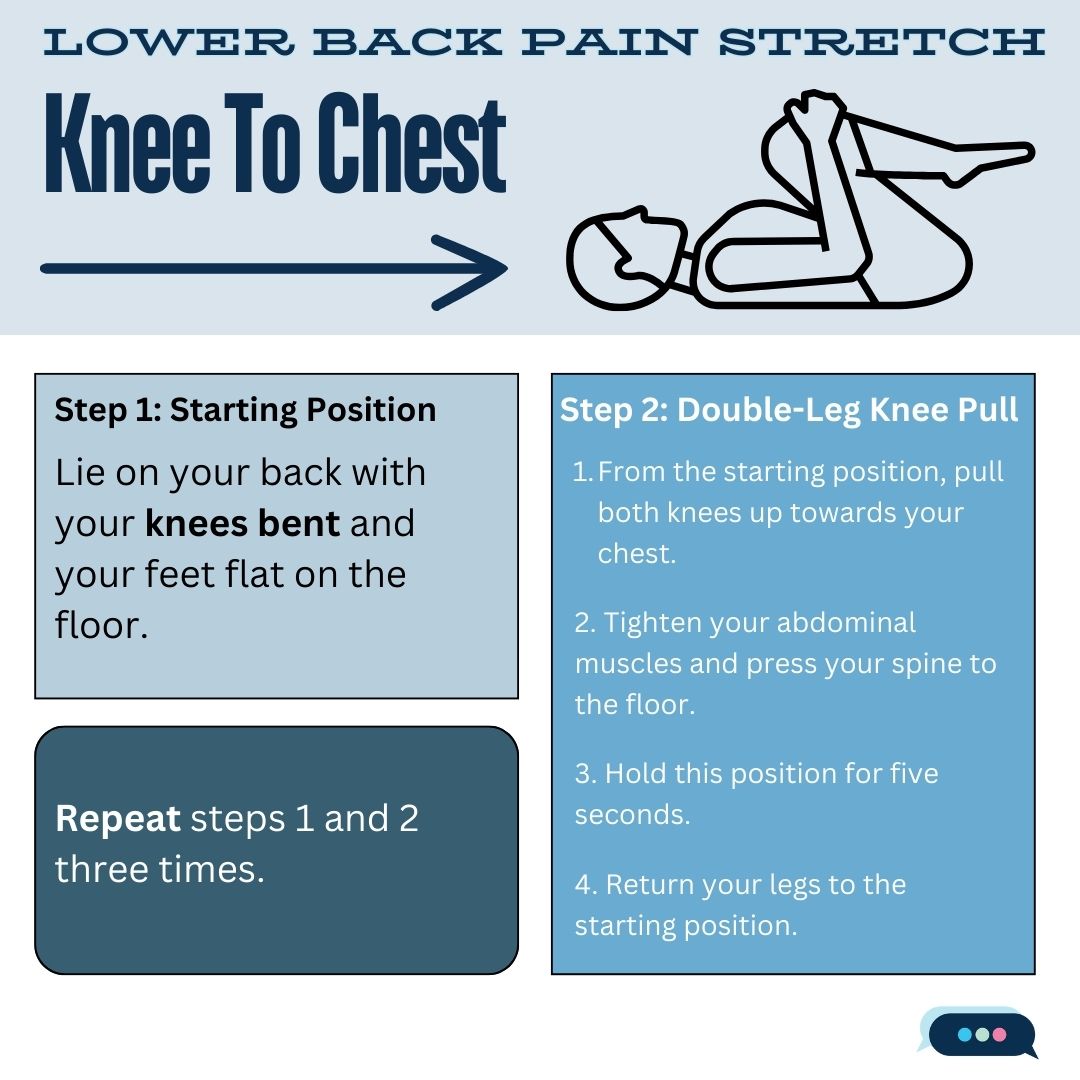 LOWER BACK PAIN STRETCH
Knee To Chest
Step 1: Starting Position
Lie on your back with
your knees bent and
your feet flat on the
floor.
Repeat steps 1 and 2
three times.
Step 2: Double-Leg Knee Pull
1. From the starting position, pull
both knees up towards your
chest.
2. Tighten your abdominal
muscles and press your spine to
the floor.
3. Hold this position for five
seconds.
4. Return your legs to the
starting position.